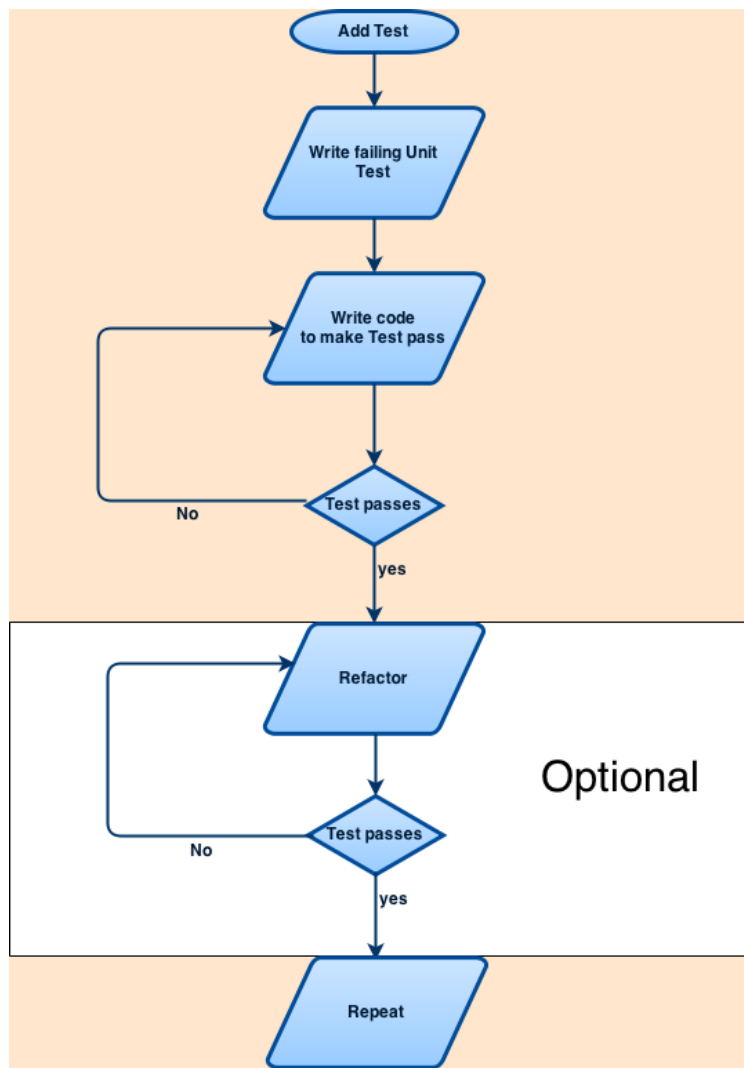 Add Test
Write failing Unit
Test
Write code
to make Test pass
Test passes
No
yes
Refactor
Optional
Test passes
No
yes
Repeat